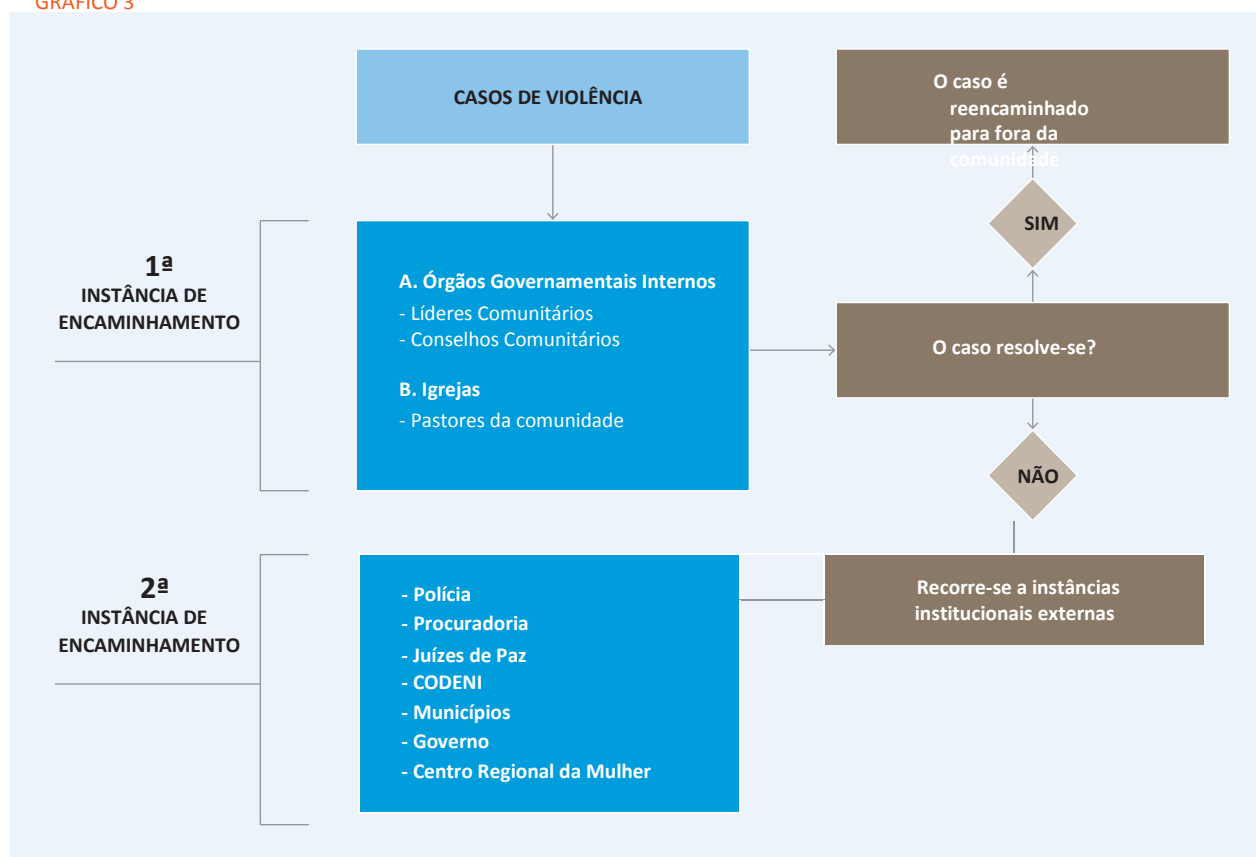 GRÁFICO 3
CASOS DE VIOLÊNCIA
O caso é
reencaminhado
para fora da
comunidade
SIM
1ª
INSTÂNCIA DE
ENCAMINHAMENTO
A. Órgãos Governamentais Internos
- Líderes Comunitários
- Conselhos Comunitários
B. Igrejas
- Pastores da comunidade
O caso resolve-se?
NÃO
2ª
INSTÂNCIA DE
ENCAMINHAMENTO
- Polícia
- Procuradoria
- Juízes de Paz
- CODENI
- Municípios
- Governo
- Centro Regional da Mulher
Recorre-se a instâncias
institucionais externas